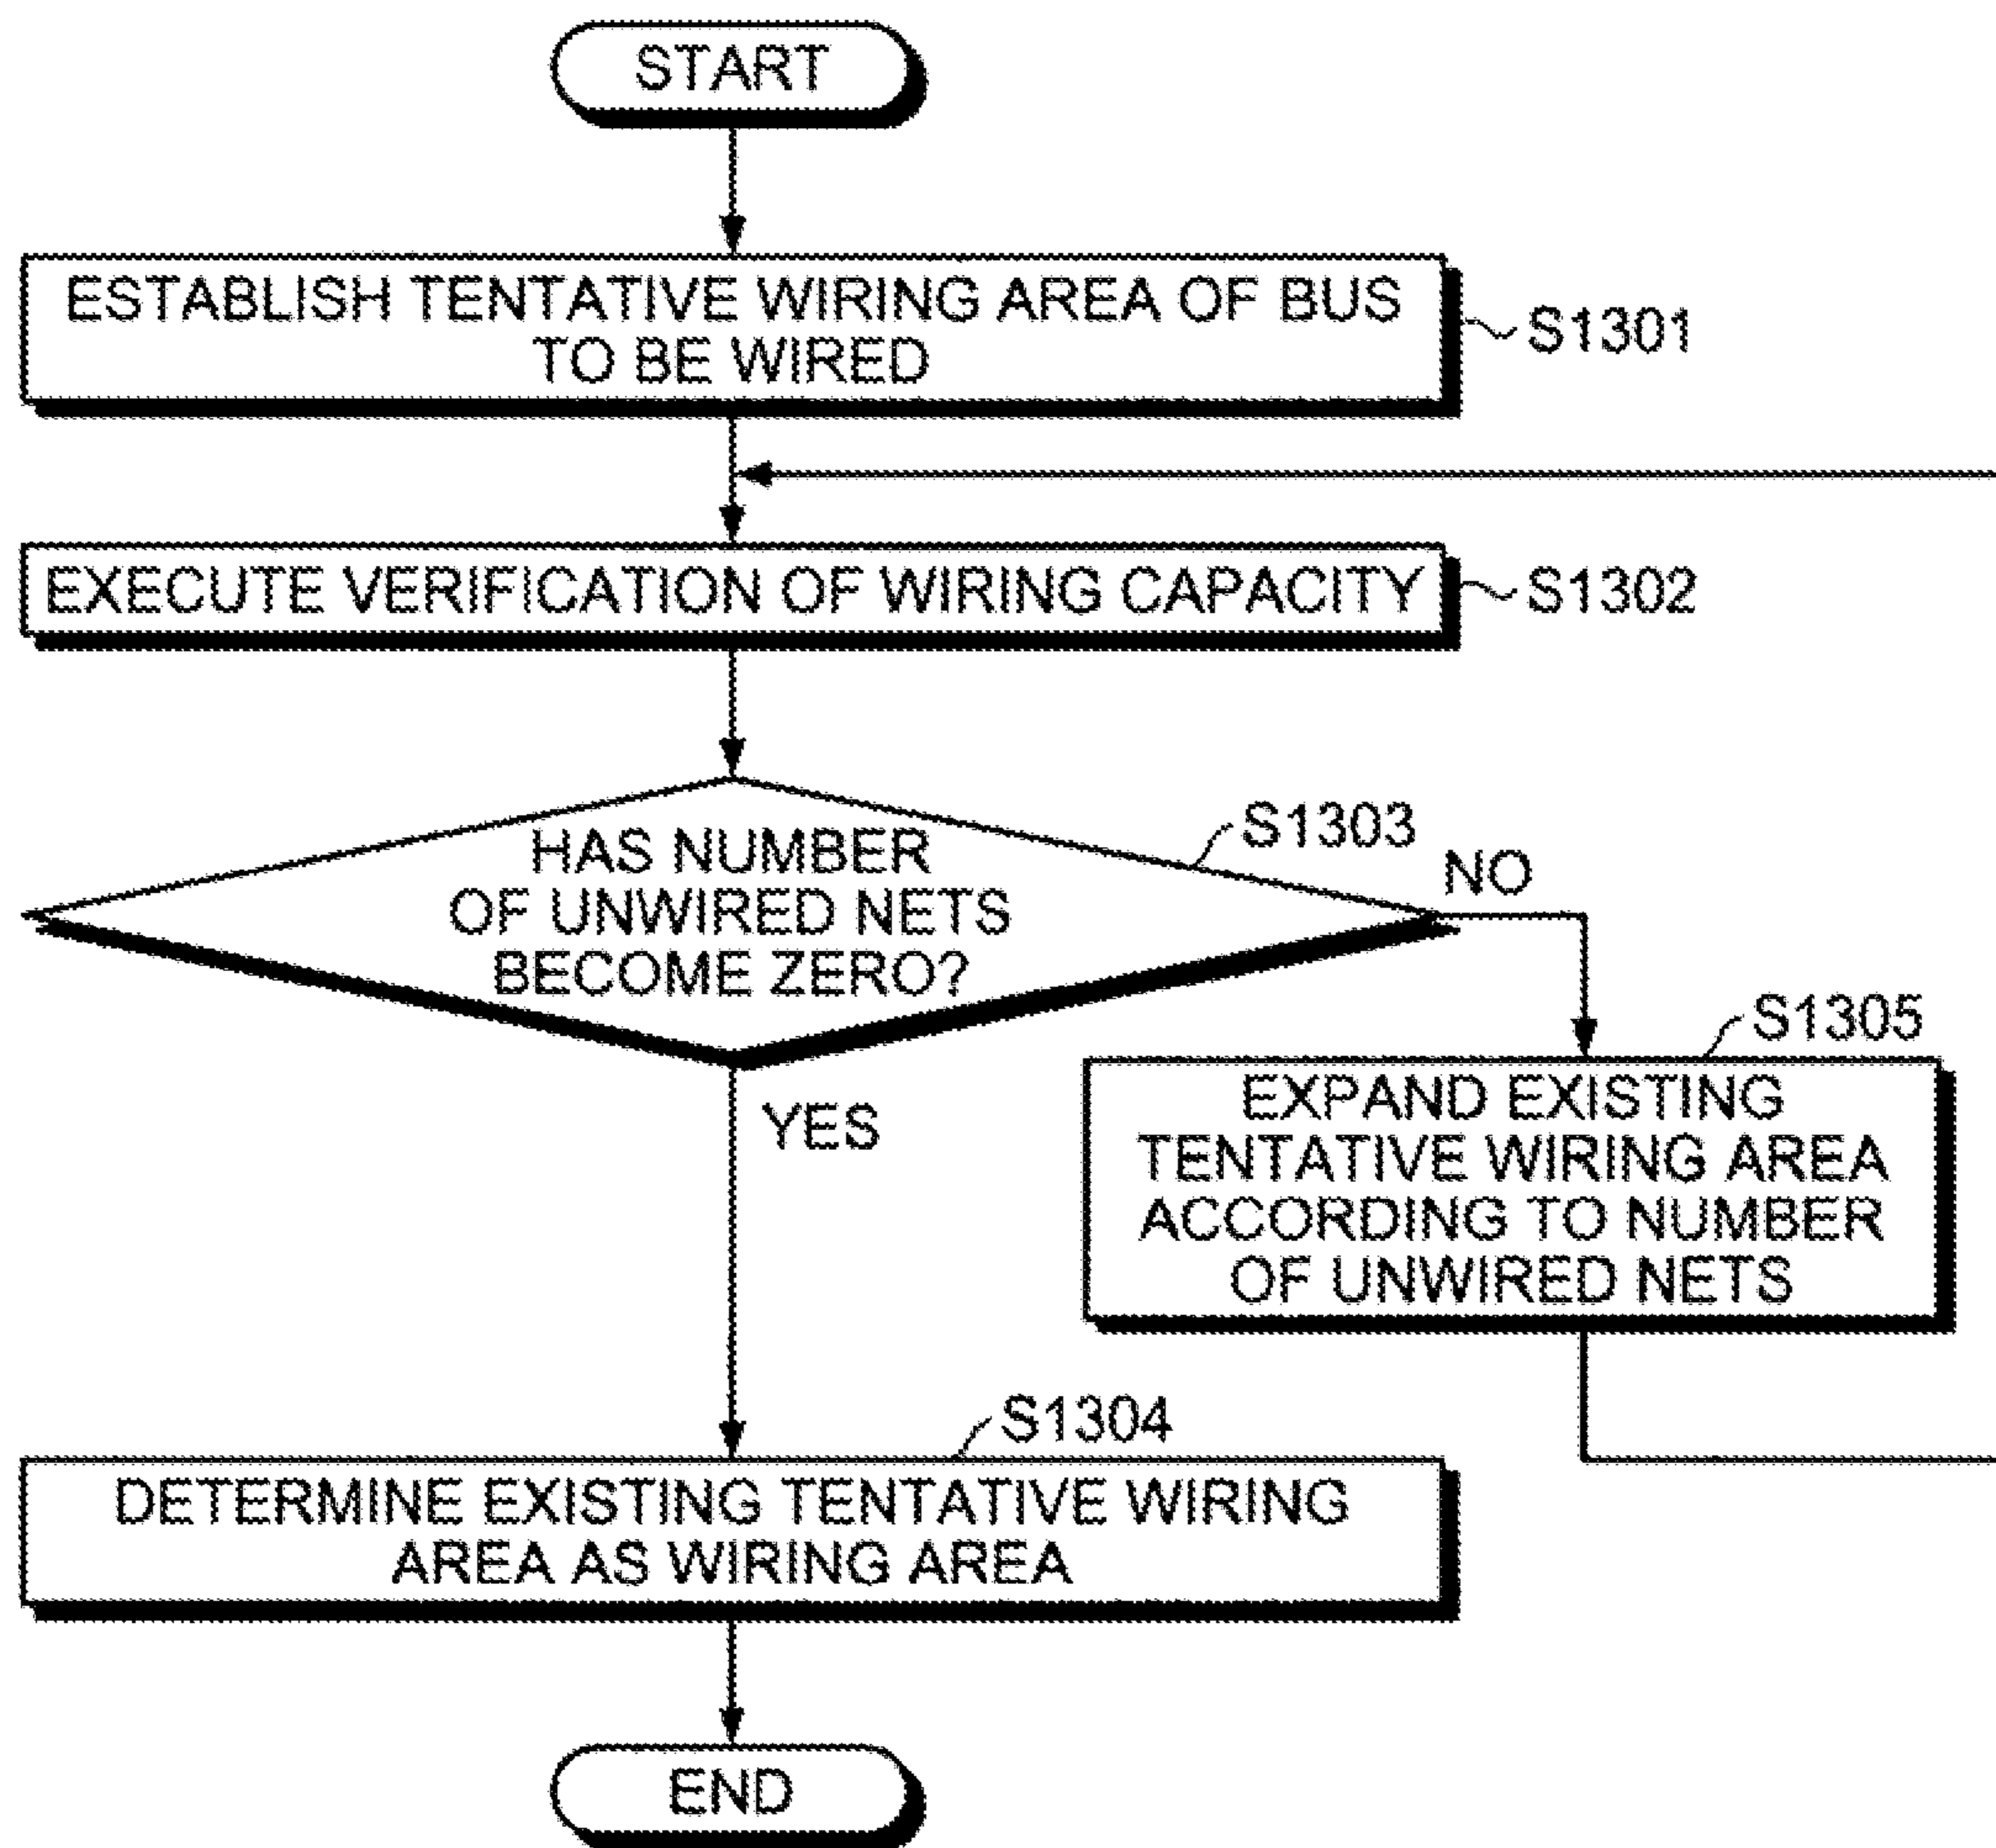 START
ESTABLISH TENTATIVE WIRING AREA OF BUS
TO BE WIRED
S1301
EXECUTE VERIFICATION OF WIRING CAPACITY
S1302
HAS NUMBER
OF UNWIRED NETS
BECOME ZERO?
S1303
NO
YES
S1305
EXPAND EXISTING
TENTATIVE WIRING AREA
ACCORDING TO NUMBER
OF UNWIRED NETS
S1304
DETERMINE EXISTING TENTATIVE WIRING
AREA AS WIRING AREA
END